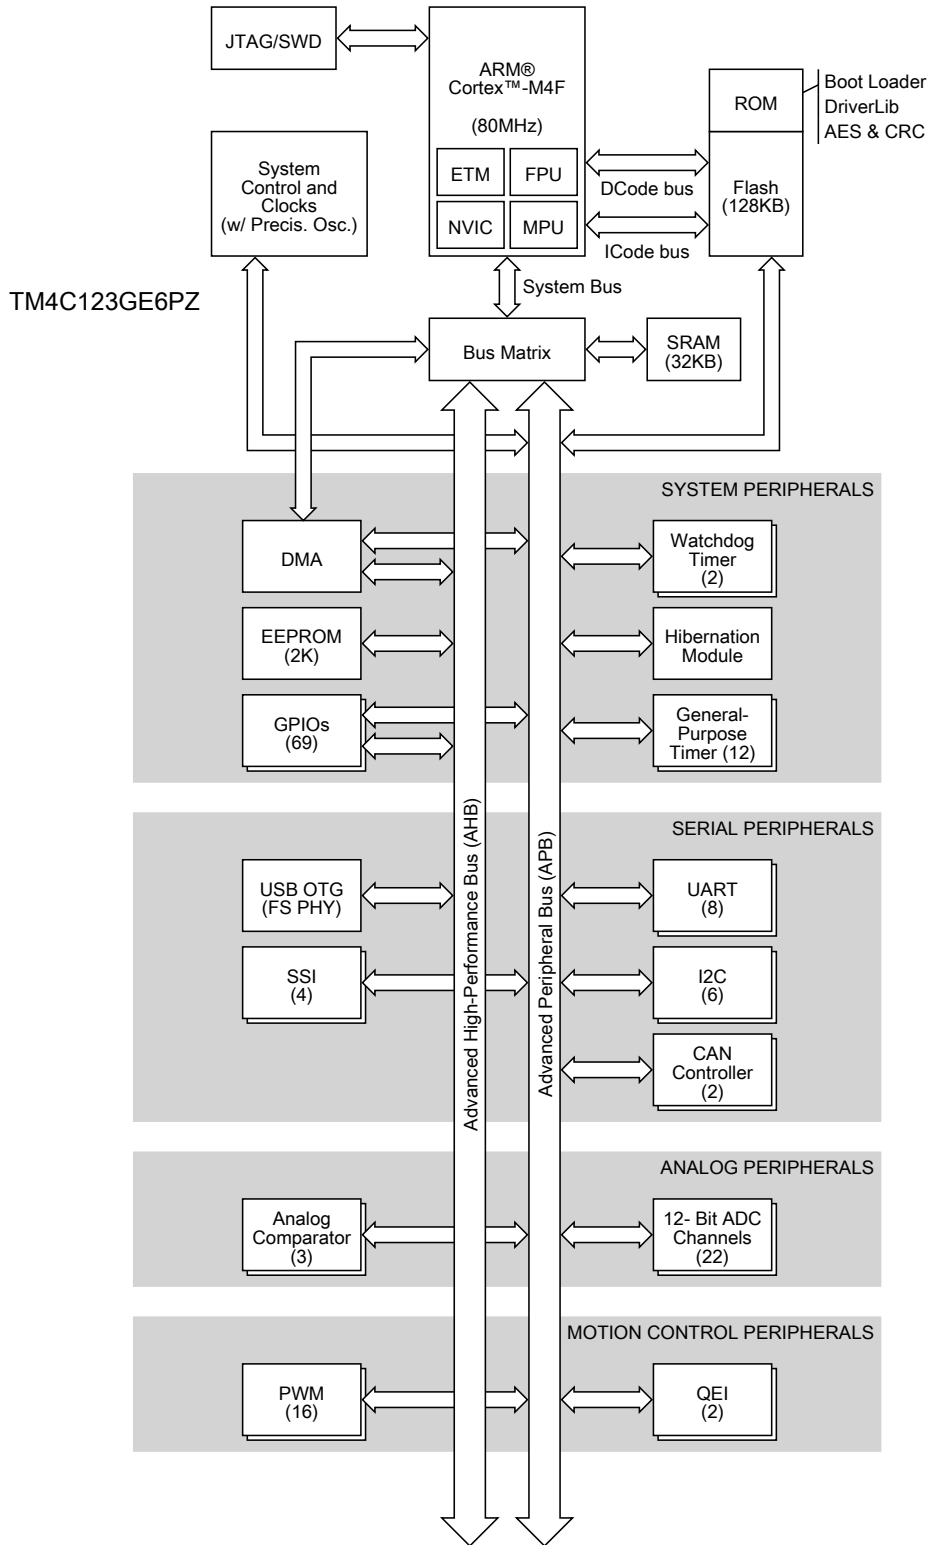 JTAG/SWD
ARM®
Cortex™-M4F
(80MHz)
ETM
FPU
NVIC
MPU
ROM
Boot Loader
DriverLib
AES & CRC
Flash
(128KB)
DCode bus
ICode bus
System
Control and
Clocks
(w/ Precis. Osc.)
TM4C123GE6PZ
System Bus
Bus Matrix
SRAM
(32KB)
SYSTEM PERIPHERALS
DMA
Watchdog
Timer
(2)
EEPROM
(2K)
Hibernation
Module
GPIOs
(69)
General-
Purpose
Timer (12)
Advanced High-Performance Bus (AHB)
Advanced Peripheral Bus (APB)
SERIAL PERIPHERALS
USB OTG
(FS PHY)
UART
(8)
SSI
(4)
I2C
(6)
CAN
Controller
(2)
ANALOG PERIPHERALS
Analog
Comparator
(3)
12- Bit ADC
Channels
(22)
MOTION CONTROL PERIPHERALS
PWM
(16)
QEI
(2)